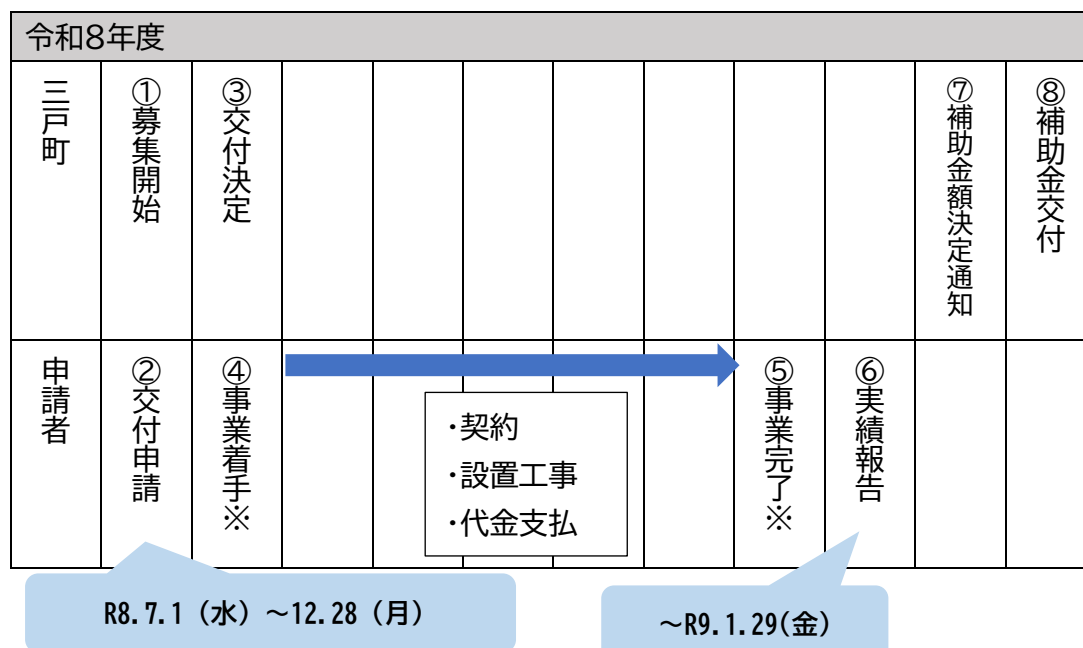 令和8年度
三戸町
①募集開始
③交付決定
⑦補助金額決定通知
⑧補助金交付
申請者
②交付申請
④事業着手※
・契約
・設置工事
・代金支払
⑤事業完了※
⑥実績報告
R8.7.1（水）～12.28（月）
～R9.1.29(金)